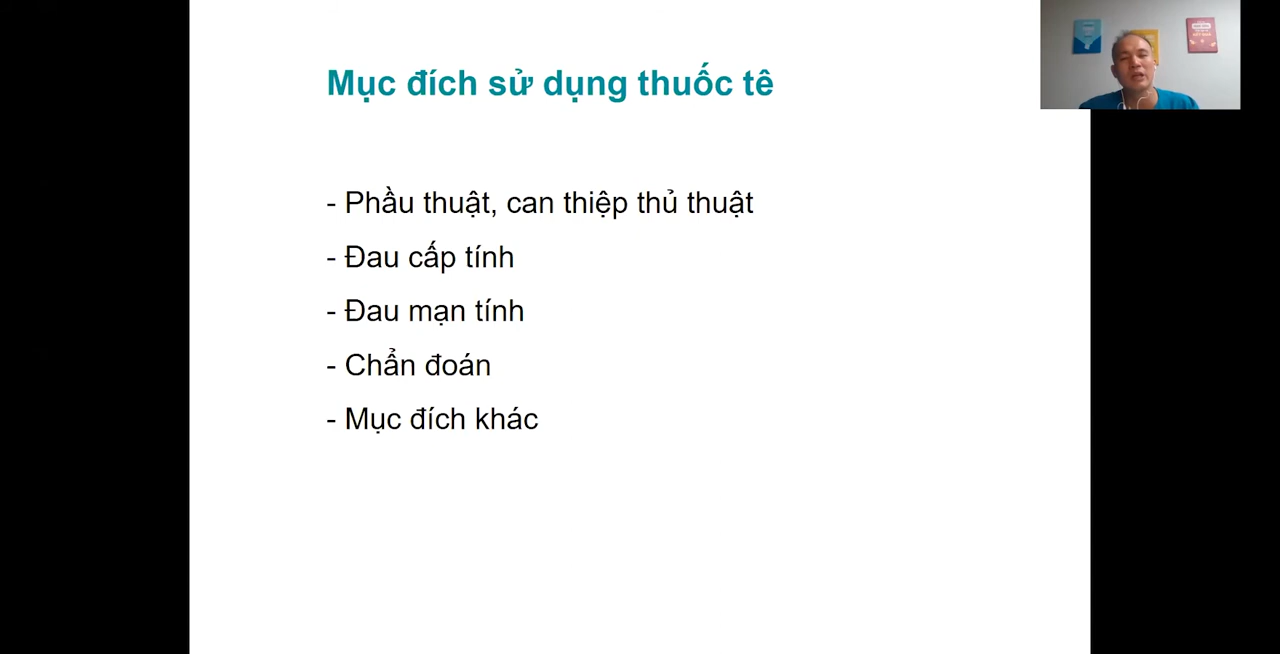 Mục đích sử dụng thuốc tê
- Phầu thuật, can thiệp thủ thuật
- Đau cấp tính
- Đau mạn tính
- Chẩn đoán
- Mục đích khác